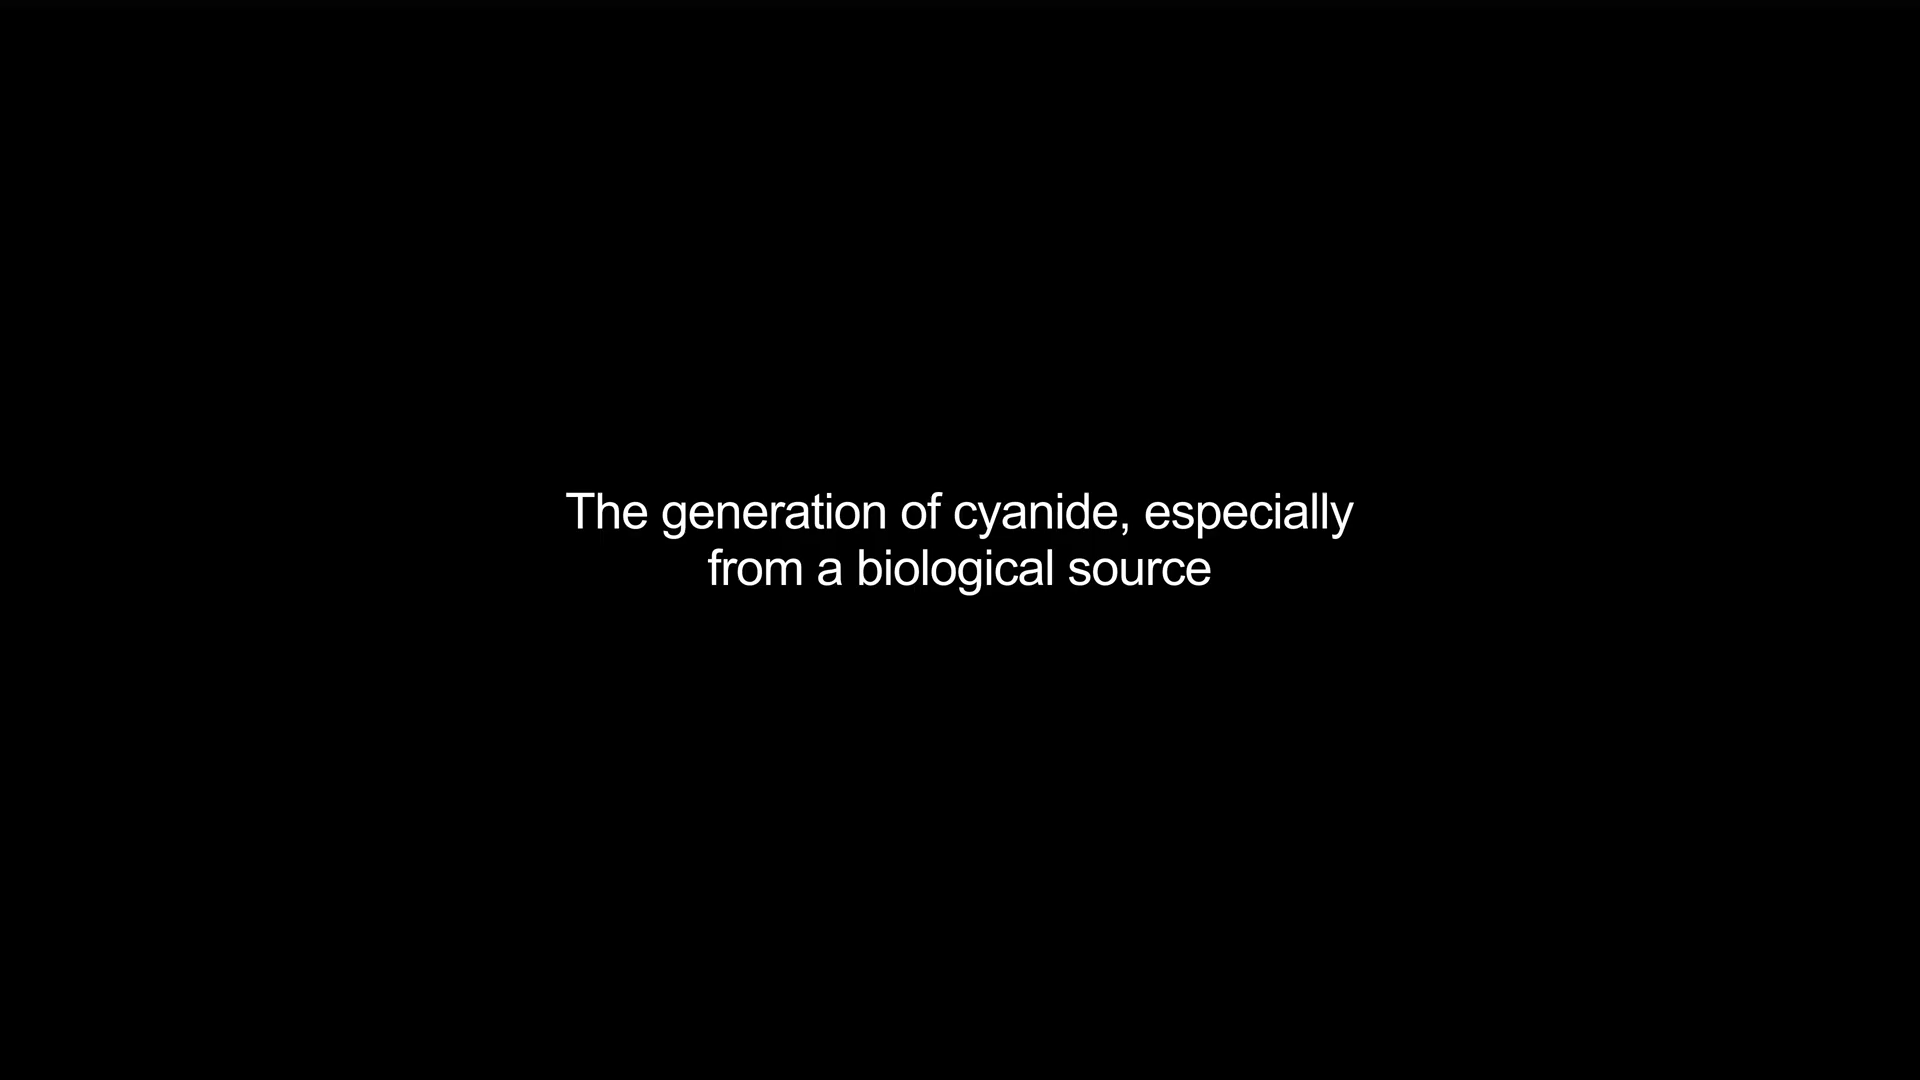 The generation of cyanide, especially
from a biological source